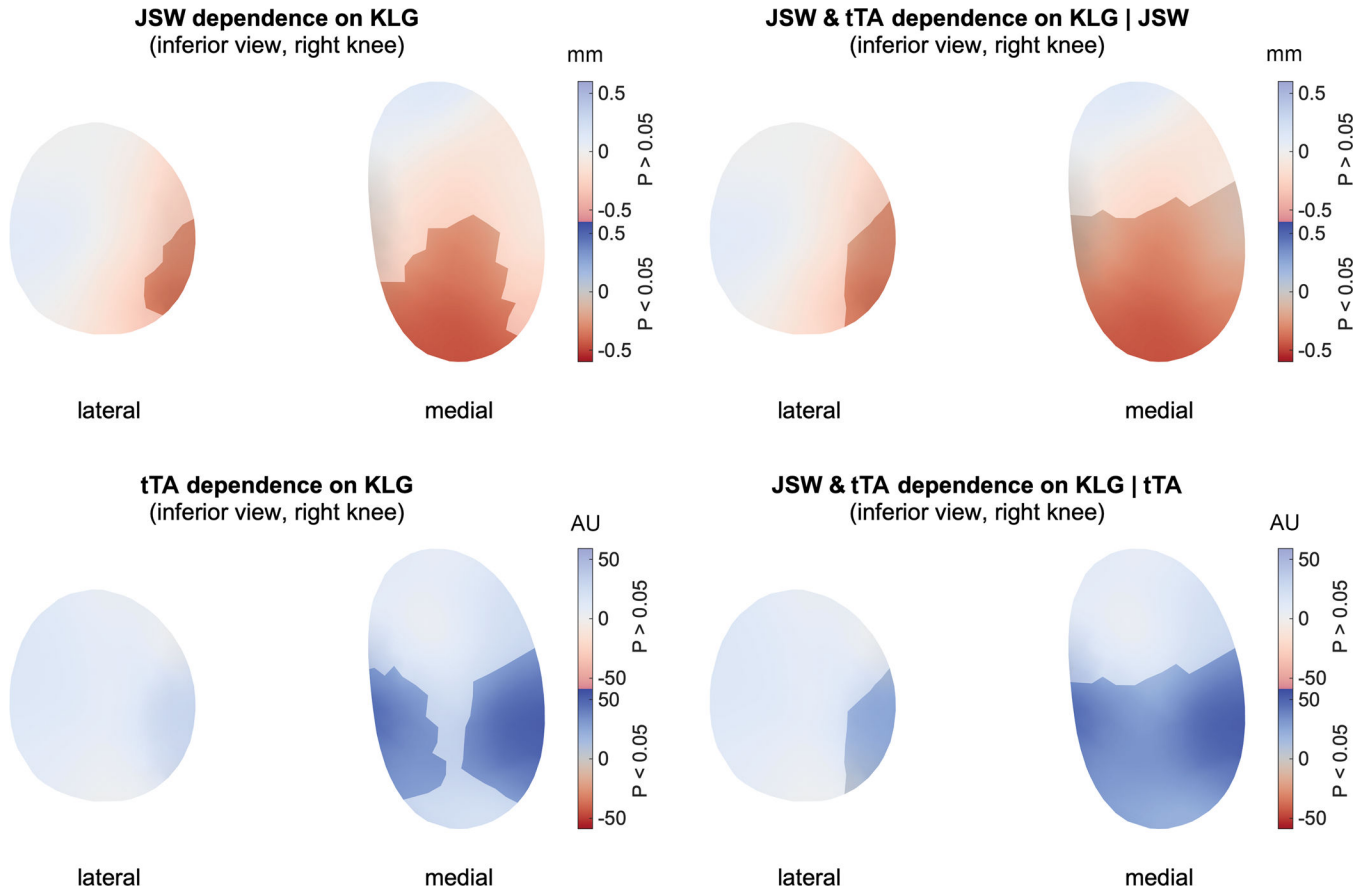 JSW dependence on KLG
(inferior view, right knee)
mm
0.5
0
-0.5
0.5
0
-0.5
P > 0.05
P < 0.05
lateral
medial
JSW & tTA dependence on KLG | JSW
(inferior view, right knee)
mm
0.5
0
-0.5
0.5
0
-0.5
P > 0.05
P < 0.05
lateral
medial
tTA dependence on KLG
(inferior view, right knee)
AU
50
0
-50
50
0
-50
P > 0.05
P < 0.05
lateral
medial
JSW & tTA dependence on KLG | tTA
(inferior view, right knee)
AU
50
0
-50
50
0
-50
P > 0.05
P < 0.05
lateral
medial